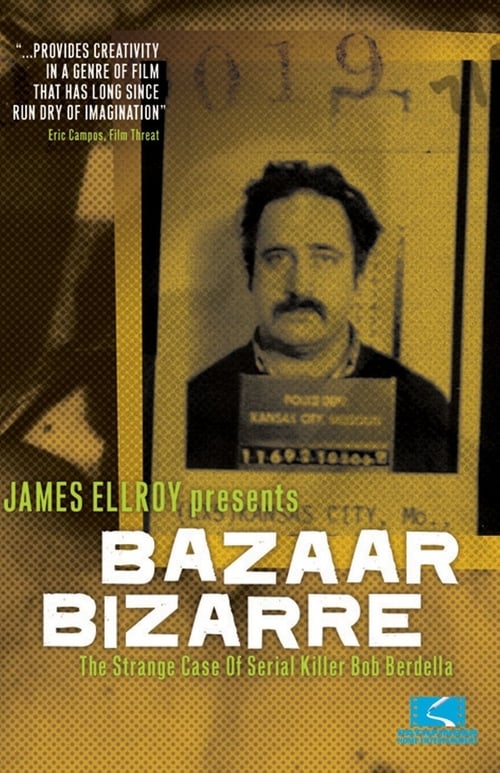 "...PROVIDES CREATIVITY
IN A GENRE OF FILM
THAT HAS LONG SINCE
RUN DRY OF IMAGINATION"
Eric Campos, Film Threat
019
POLICE DEPT
KANSAS CITY, MISSOURI
KANSAS CITY, Mo.,
JAMES ELLROY presents
BAZAAR
BIZARRE
The Strange Case Of Serial Killer Bob Berdella
HOME ENTERTAINMENT